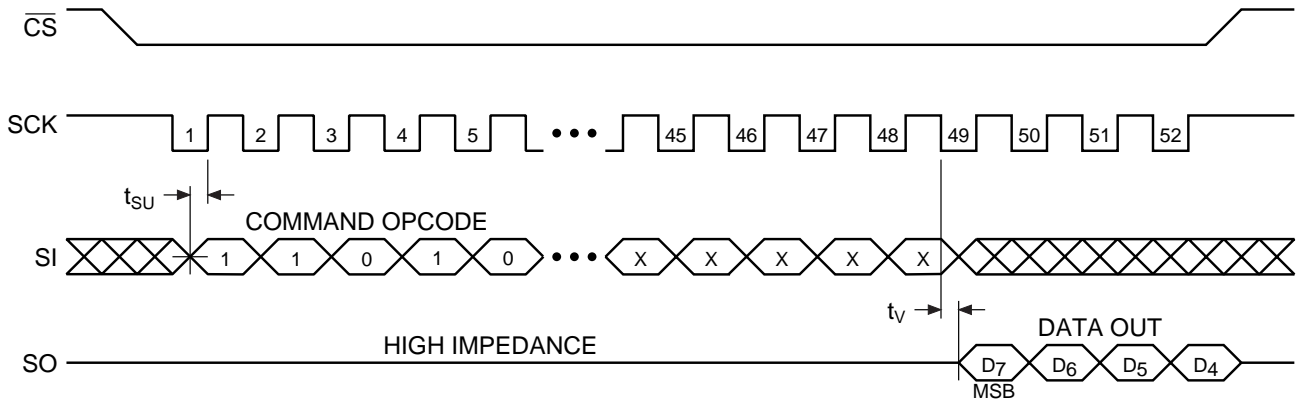 CS
SCK 1 2 3 4 5 ••• 45 46 47 48 49 50 51 52
tSU
COMMAND OPCODE
SI 1 1 0 1 0 ••• X X X X X
tV
HIGH IMPEDANCE
DATA OUT
SO D7 D6 D5 D4
MSB